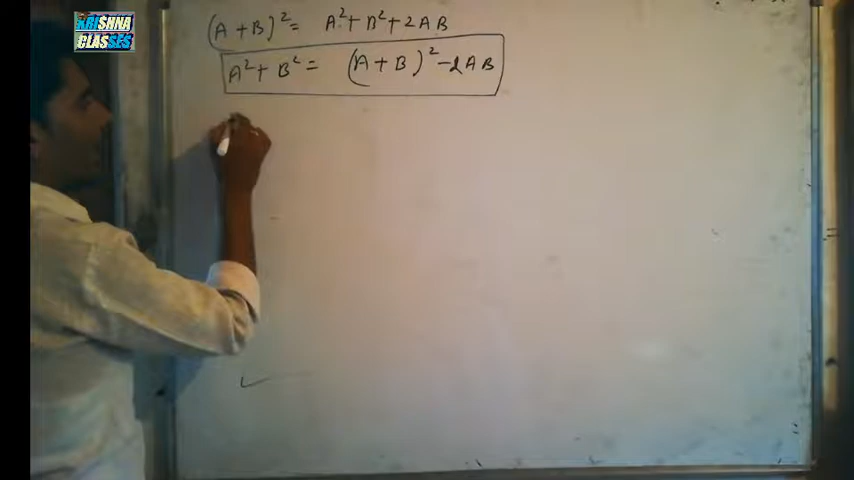 KRISHNA
CLASSES
(A + B)² = A² + B² + 2AB
A² + B² = (A + B)² - 2AB